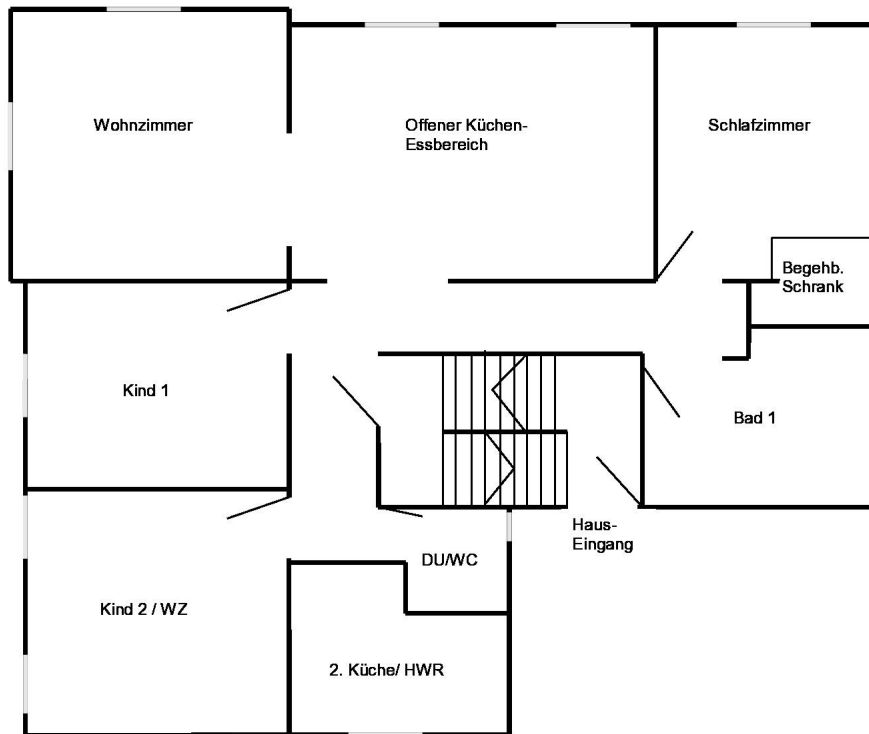 Wohnzimmer
Offener Küchen-
Essbereich
Schlafzimmer
Begehb.
Schrank
Kind 1
Bad 1
Haus-
Eingang
DU/WC
Kind 2 / WZ
2. Küche/ HWR